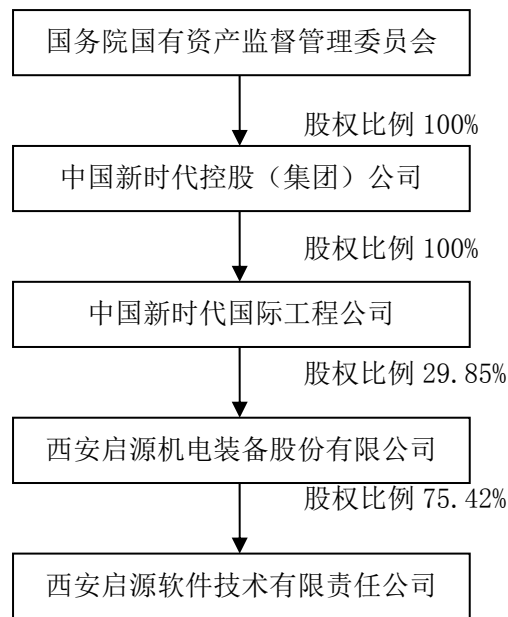 国务院国有资产监督管理委员会
股权比例 100%
中国新时代控股（集团）公司
股权比例 100%
中国新时代国际工程公司
股权比例 29.85%
西安启源机电装备股份有限公司
股权比例 75.42%
西安启源软件技术有限责任公司